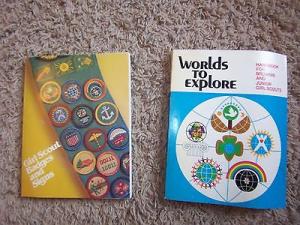 Girl Scout
Badges
and
Signs
Worlds
TO
EXPLORE
HANDBOOK
FOR
BROWNIE
AND
JUNIOR
GIRL SCOUTS